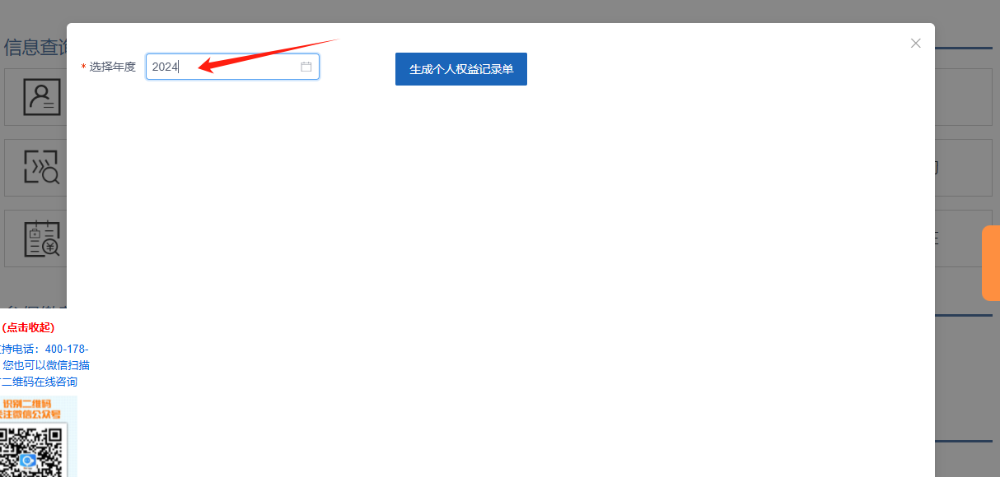 信息查询
* 选择年度 2024 生成个人权益记录单
(点击收起)
持电话：400-178-
您也可以微信扫描
二维码在线咨询
识别二维码
关注微信公众号